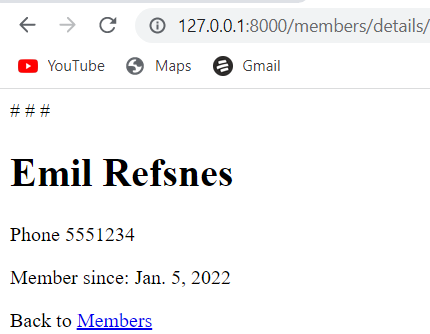 127.0.0.1:8000/members/details/
YouTube Maps Gmail
# # #
Emil Refsnes
Phone 5551234
Member since: Jan. 5, 2022
Back to Members